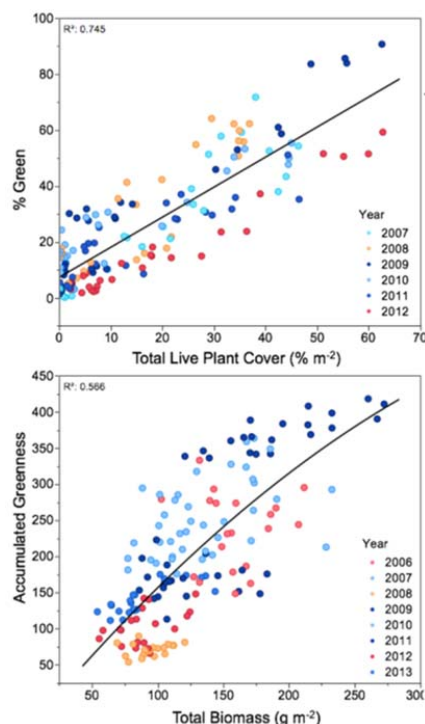 R²: 0.745
100
80
60
40
20
0
% Green
Year
2007
2008
2009
2010
2011
2012
0 10 20 30 40 50 60
Total Live Plant Cover (% m-2)
R²: 0.566
450
400
350
300
250
200
150
100
50
Accumulated Greenness
Year
2006
2007
2008
2009
2010
2011
2012
2013
0 50 100 150 200 250 300
Total Biomass (g m-2)